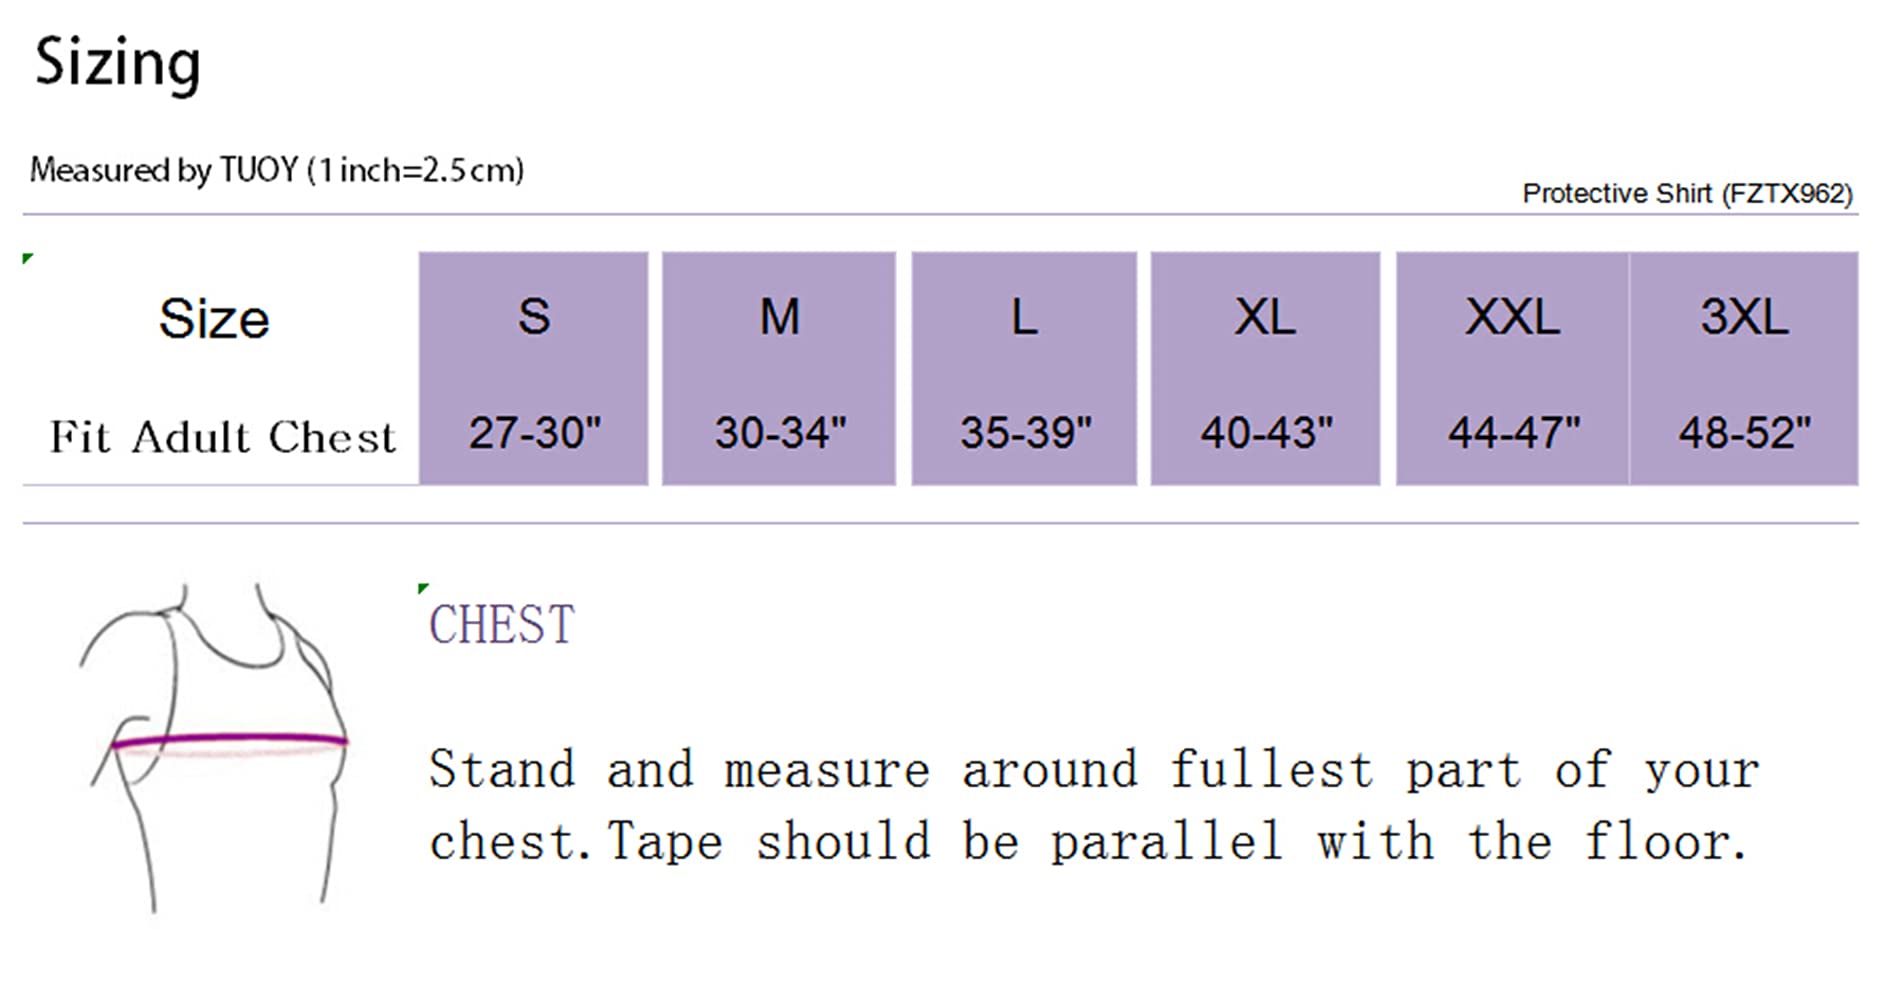 Sizing
Measured by TUOY (1 inch=2.5 cm)
Protective Shirt (FZTX962)
Size S M L XL XXL 3XL
Fit Adult Chest 27-30" 30-34" 35-39" 40-43" 44-47" 48-52"
CHEST
Stand and measure around fullest part of your
chest. Tape should be parallel with the floor.